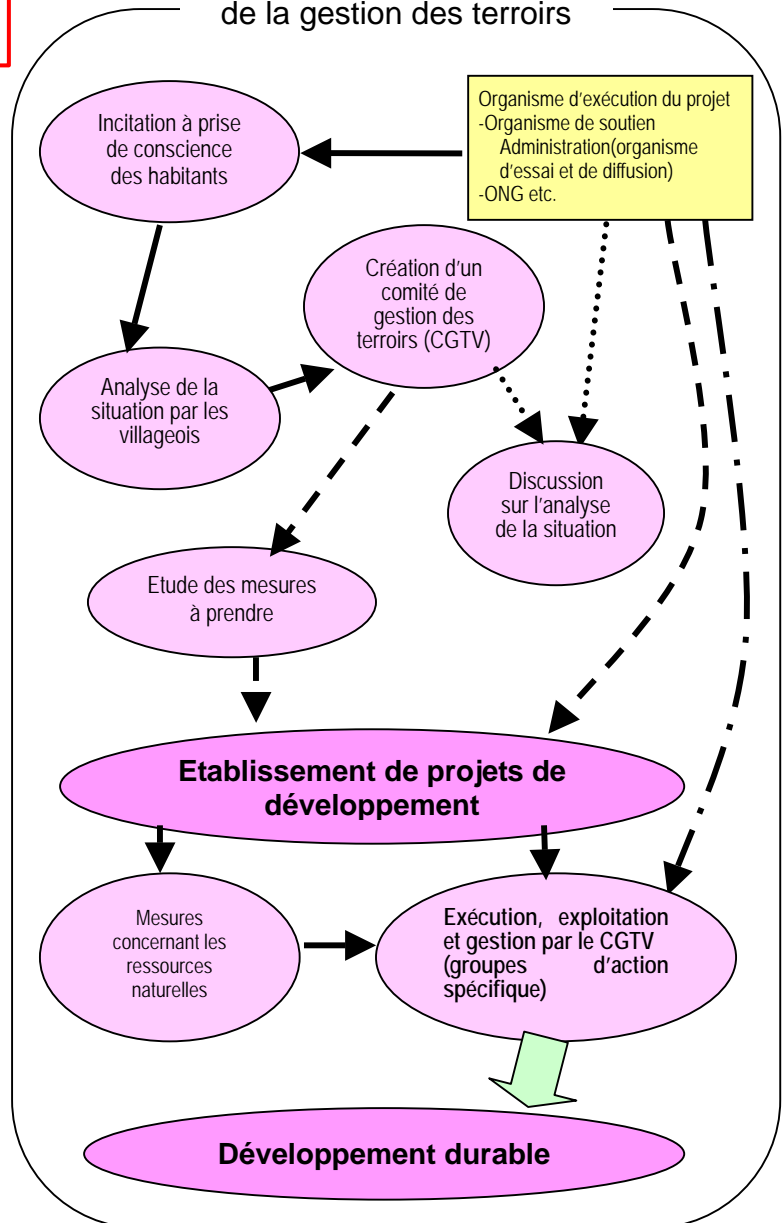 de la gestion des terroirs
Organisme d'exécution du projet
-Organisme de soutien
Administration(organisme
d'essai et de diffusion)
-ONG etc.
Incitation à prise
de conscience
des habitants
Création d'un
comité de
gestion des
terroirs (CGTV)
Analyse de la
situation par les
villageois
Discussion
sur l'analyse
de la situation
Etude des mesures
à prendre
Etablissement de projets de
développement
Mesures
concernant les
ressources
naturelles
Exécution, exploitation
et gestion par le CGTV
(groupes d'action
spécifique)
Développement durable